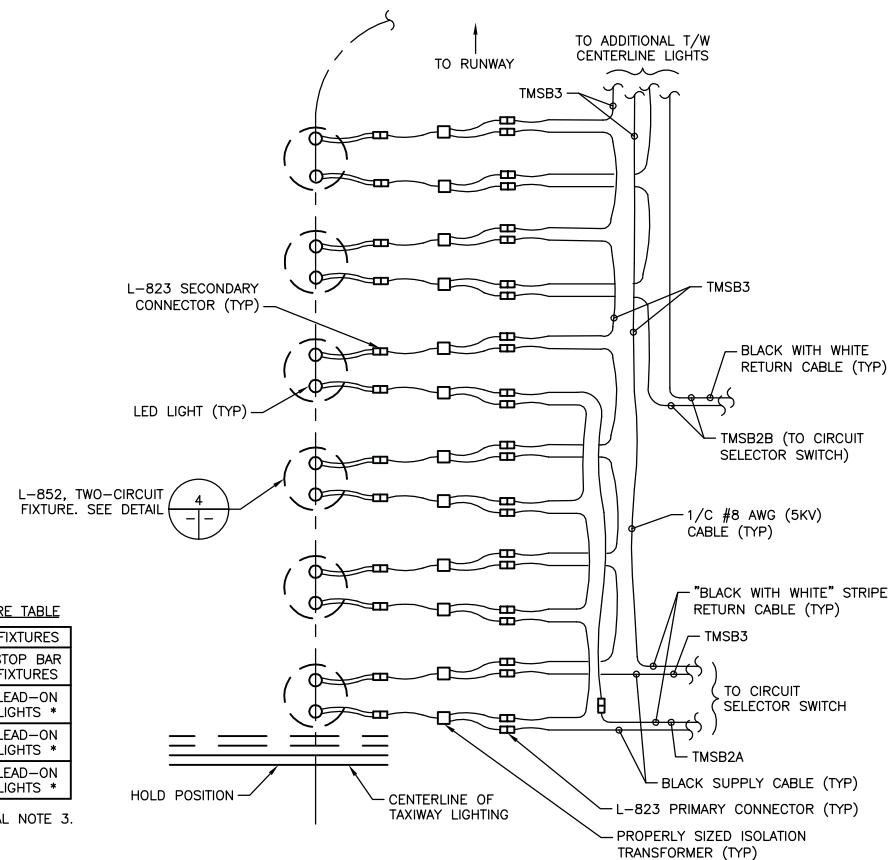 TO RUNWAY
TO ADDITIONAL T/W
CENTERLINE LIGHTS
TMSB3
L-823 SECONDARY
CONNECTOR (TYP)
TMSB3
BLACK WITH WHITE
RETURN CABLE (TYP)
LED LIGHT (TYP)
TMSB2B (TO CIRCUIT
SELECTOR SWITCH)
L-852, TWO-CIRCUIT
FIXTURE. SEE DETAIL
4
- -
1/C #8 AWG (5KV)
CABLE (TYP)
"BLACK WITH WHITE" STRIPE
RETURN CABLE (TYP)
TMSB3
TO CIRCUIT
SELECTOR SWITCH
TMSB2A
BLACK SUPPLY CABLE (TYP)
HOLD POSITION
CENTERLINE OF
TAXIWAY LIGHTING
L-823 PRIMARY CONNECTOR (TYP)
PROPERLY SIZED ISOLATION
TRANSFORMER (TYP)
RE TABLE
FIXTURES
STOP BAR
FIXTURES
LEAD-ON
LIGHTS *
LEAD-ON
LIGHTS *
LEAD-ON
LIGHTS *
AL NOTE 3.